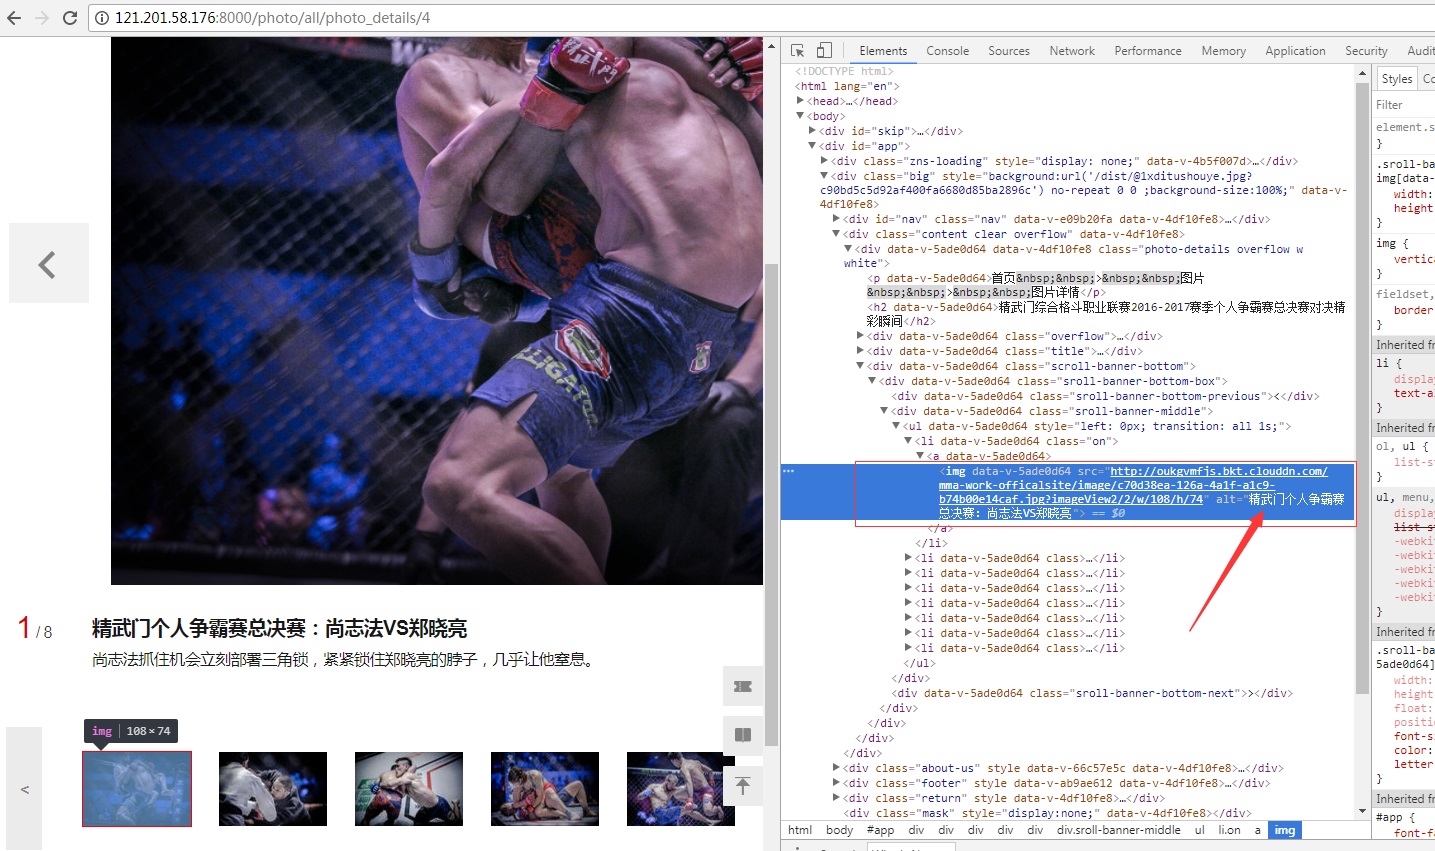 121.201.58.176:8000/photo/all/photo_details/4
Elements Console Sources Network Performance Memory Application Security Audit
<!DOCTYPE html>
<html lang="en">
<head>…</head>
<body>
<div id="skip">…</div>
<div id="app">
<div class="zns-loading" style="display: none;" data-v-4b5f007d>…</div>
<div class="big" style="background:url('/dist/@1xditushouye.jpg?
c90bd5c5d92af400fa6680d85ba2896c') no-repeat 0 0 ;background-size:100%;" data-v-
4df10fe8>
<div id="nav" class="nav" data-v-e09b20fa data-v-4df10fe8>…</div>
<div class="content clear overflow" data-v-4df10fe8>
<div data-v-5ade0d64 data-v-4df10fe8 class="photo-details overflow w
white">
<p data-v-5ade0d64>首页&nbsp;&nbsp;>&nbsp;&nbsp;图片
&nbsp;&nbsp;>&nbsp;&nbsp;图片详情</p>
<h2 data-v-5ade0d64>精武门综合格斗职业联赛2016-2017赛季个人争霸赛总决赛对决精
彩瞬间</h2>
<div data-v-5ade0d64 class="overflow">…</div>
<div data-v-5ade0d64 class="title">…</div>
<div data-v-5ade0d64 class="scroll-banner-bottom">
<div data-v-5ade0d64 class="sroll-banner-bottom-box">
<div data-v-5ade0d64 class="sroll-banner-bottom-previous"><</div>
<div data-v-5ade0d64 class="sroll-banner-middle">
<ul data-v-5ade0d64 style="left: 0px; transition: all 1s;">
<li data-v-5ade0d64 class="on">
<a data-v-5ade0d64>
<img data-v-5ade0d64 src="http://oukgvmfjs.bkt.clouddn.com/
mma-work-officalsite/image/c70d38ea-126a-4a1f-a1c9-
b74b00e14caf.jpg?imageView2/2/w/108/h/74" alt="精武门个人争霸赛
总决赛：尚志法VS郑晓亮"> == $0
</a>
</li>
<li data-v-5ade0d64 class>…</li>
<li data-v-5ade0d64 class>…</li>
<li data-v-5ade0d64 class>…</li>
<li data-v-5ade0d64 class>…</li>
<li data-v-5ade0d64 class>…</li>
<li data-v-5ade0d64 class>…</li>
<li data-v-5ade0d64 class>…</li>
</ul>
</div>
<div data-v-5ade0d64 class="sroll-banner-bottom-next">></div>
</div>
</div>
</div>
</div>
<div class="about-us" style data-v-66c57e5c data-v-4df10fe8>…</div>
<div class="footer" style data-v-ab9ae612 data-v-4df10fe8>…</div>
<div class="return" style data-v-4df10fe8>…</div>
<div class="mask" style="display:none;" data-v-4df10fe8></div>
html body #app div div div div div div.sroll-banner-middle ul li.on a img
Styles Co
Filter
element.s
}
.sroll-ba
img[data-
width:
height
}
img {
vertica
}
fieldset,
border
}
Inherited fr
li {
display
text-a
}
Inherited fr
ol, ul {
list-s
}
ul, menu,
display
list-s
-webki
-webki
-webki
-webki
-webki
}
Inherited fr
.sroll-ba
5ade0d64]
width:
height
float:
positio
font-s
color:
letter
}
Inherited fr
#app {
font-f
1 / 8
精武门个人争霸赛总决赛：尚志法VS郑晓亮
尚志法抓住机会立刻部署三角锁，紧紧锁住郑晓亮的脖子，几乎让他窒息。
img 108 × 74
<